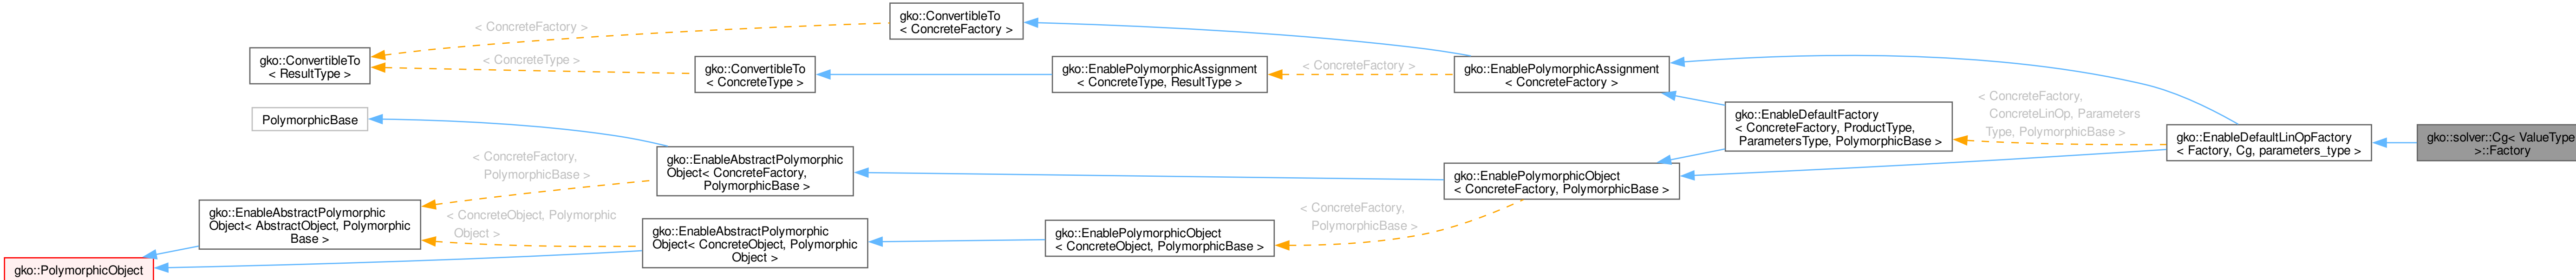 gko::ConvertibleTo
< ConcreteFactory >
< ConcreteFactory >
gko::ConvertibleTo
< ResultType >
< ConcreteType >
gko::ConvertibleTo
< ConcreteType >
gko::EnablePolymorphicAssignment
< ConcreteType, ResultType >
< ConcreteFactory >
gko::EnablePolymorphicAssignment
< ConcreteFactory >
PolymorphicBase
gko::EnableDefaultFactory
< ConcreteFactory, ProductType,
ParametersType, PolymorphicBase >
< ConcreteFactory,
ConcreteLinOp, Parameters
Type, PolymorphicBase >
gko::EnableDefaultLinOpFactory
< Factory, Cg, parameters_type >
gko::solver::Cg< ValueType
>::Factory
< ConcreteFactory,
PolymorphicBase >
gko::EnableAbstractPolymorphic
Object< ConcreteFactory,
PolymorphicBase >
gko::EnablePolymorphicObject
< ConcreteFactory, PolymorphicBase >
gko::EnableAbstractPolymorphic
Object< AbstractObject, Polymorphic
Base >
< ConcreteObject, Polymorphic
Object >
gko::EnableAbstractPolymorphic
Object< ConcreteObject, Polymorphic
Object >
gko::EnablePolymorphicObject
< ConcreteObject, PolymorphicBase >
< ConcreteFactory,
PolymorphicBase >
gko::PolymorphicObject